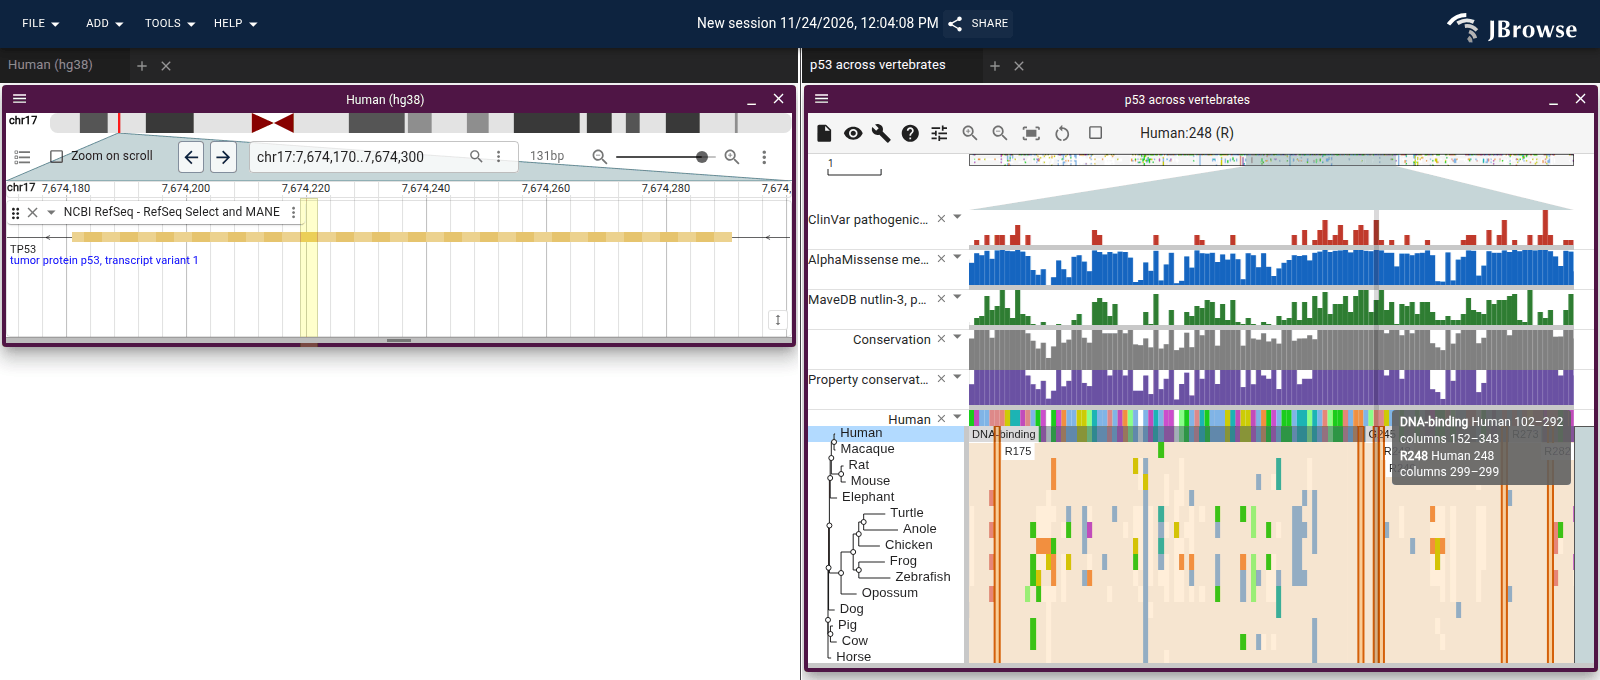 FILE ADD TOOLS HELP New session 11/24/2026, 12:04:08 PM SHARE JBrowse
Human (hg38)
Human (hg38)
chr17
Zoom on scroll chr17:7,674,170..7,674,300 131bp
chr17 7,674,180 7,674,200 7,674,220 7,674,240 7,674,260 7,674,280 7,674,
NCBI RefSeq - RefSeq Select and MANE
TP53
tumor protein p53, transcript variant 1
p53 across vertebrates
p53 across vertebrates
Human:248 (R)
1
ClinVar pathogenic...
AlphaMissense me...
MaveDB nutlin-3, p...
Conservation
Property conservat...
Human
DNA-binding Human 102–292
columns 152–343
R248 Human 248
columns 299–299
DNA-binding G245 R273
R175 R282
Human
Macaque
Rat
Mouse
Elephant
Turtle
Anole
Chicken
Frog
Zebrafish
Opossum
Dog
Pig
Cow
Horse